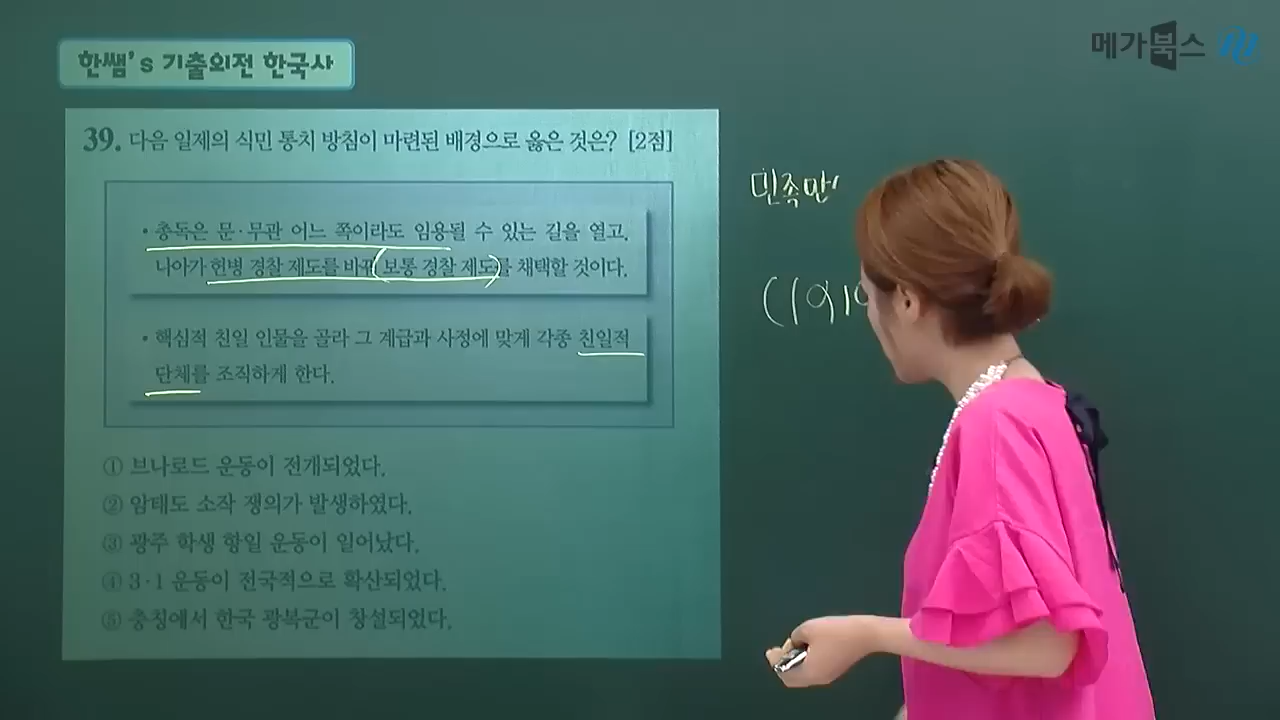 한쌤's 기출외전 한국사
메가북스
39. 다음 일제의 식민 통치 방침이 마련된 배경으로 옳은 것은? [2점]
• 총독은 문·무관 어느 쪽이라도 임용될 수 있는 길을 열고,
나아가 헌병 경찰 제도를 바꿔 보통 경찰 제도를 채택할 것이다.
• 핵심적 친일 인물을 골라 그 계급과 사정에 맞게 각종 친일적
단체를 조직하게 한다.
① 브나로드 운동이 전개되었다.
② 암태도 소작 쟁의가 발생하였다.
③ 광주 학생 항일 운동이 일어났다.
④ 3·1 운동이 전국적으로 확산되었다.
⑤ 충칭에서 한국 광복군이 창설되었다.
민족만
(191